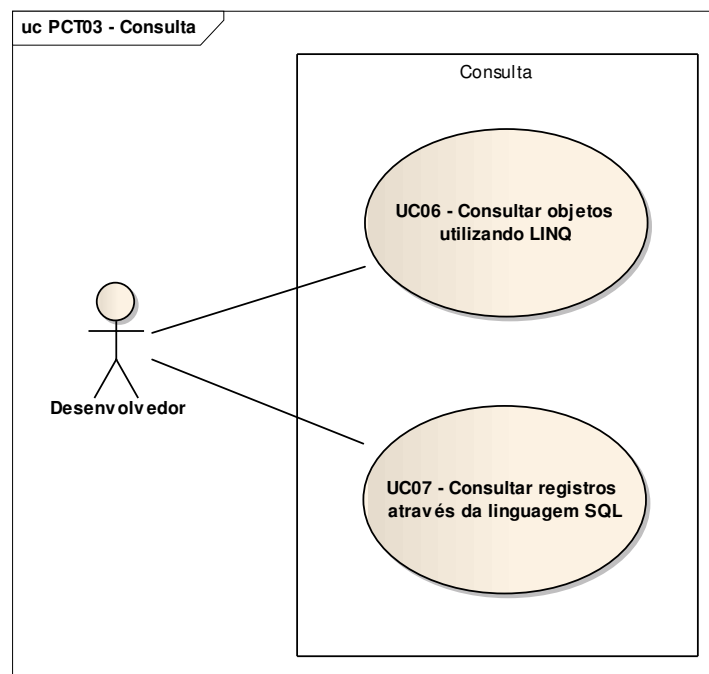 uc PCT03 - Consulta
Consulta
UC06 - Consultar objetos
utilizando LINQ
Desenvolvedor
UC07 - Consultar registros
através da linguagem SQL